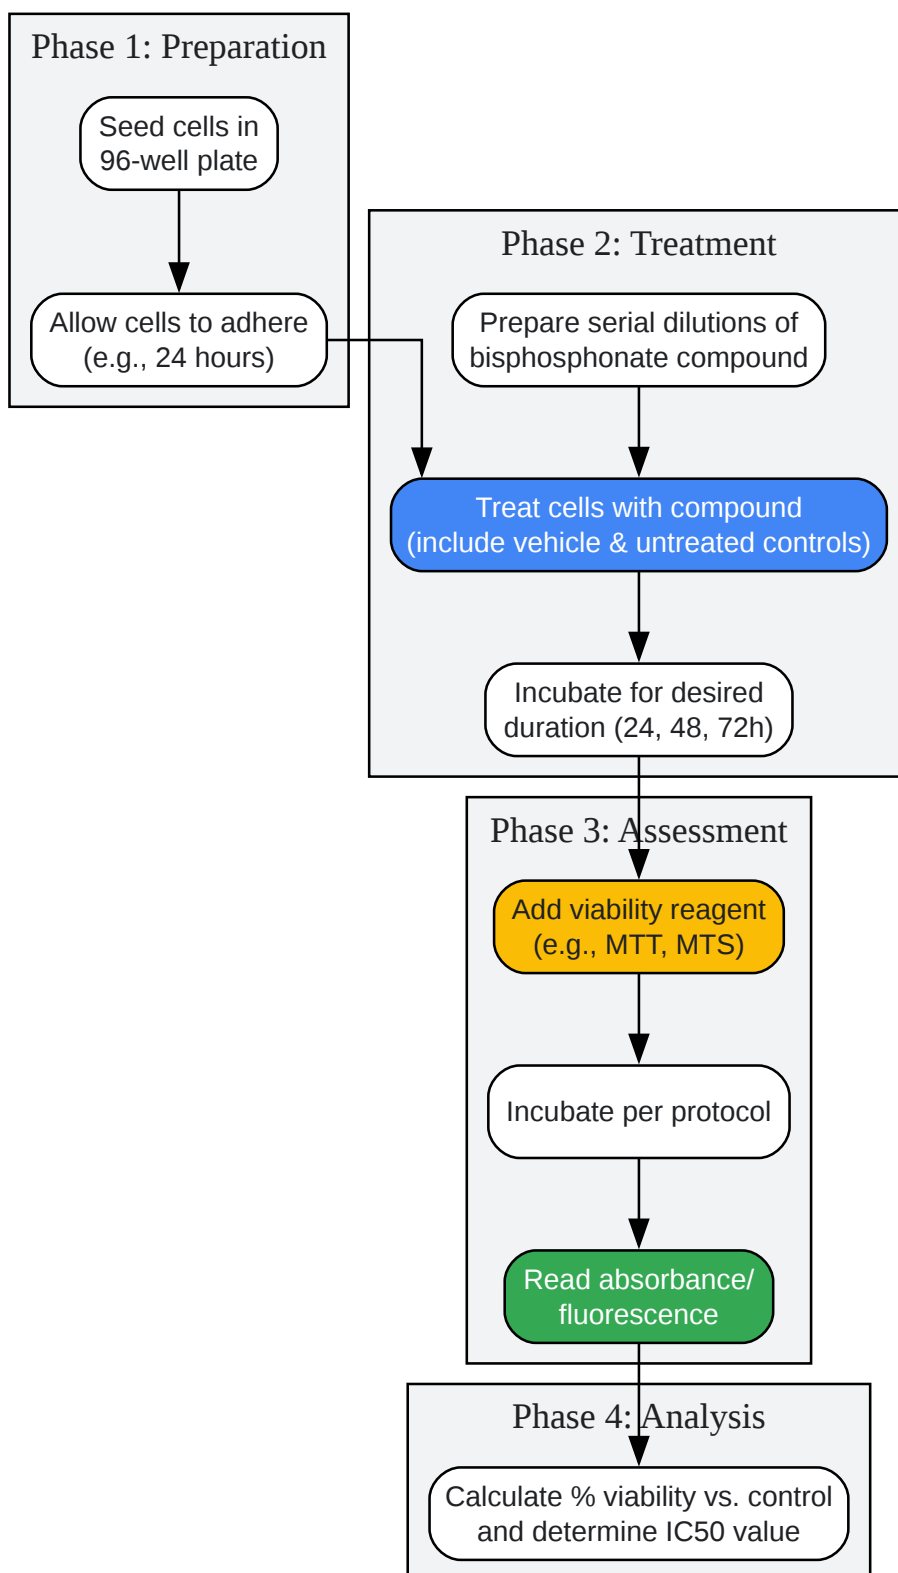 Phase 1: Preparation
Seed cells in
96-well plate
Allow cells to adhere
(e.g., 24 hours)
Phase 2: Treatment
Prepare serial dilutions of
bisphosphonate compound
Treat cells with compound
(include vehicle & untreated controls)
Incubate for desired
duration (24, 48, 72h)
Phase 3: Assessment
Add viability reagent
(e.g., MTT, MTS)
Incubate per protocol
Read absorbance/
fluorescence
Phase 4: Analysis
Calculate % viability vs. control
and determine IC50 value